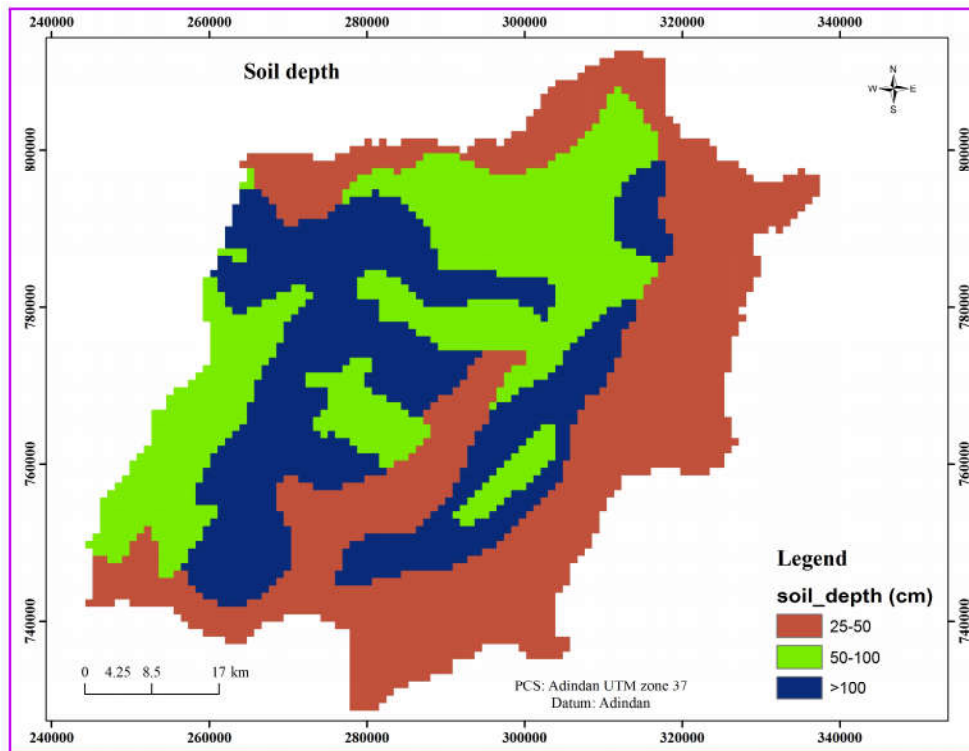 240000 260000 280000 300000 320000 340000
Soil depth
N
W E
S
800000 800000
780000 780000
760000 760000
740000 740000
Legend
soil_depth (cm)
25-50
50-100
>100
0 4.25 8.5 17 km
PCS: Adindan UTM zone 37
Datum: Adindan
240000 260000 280000 300000 320000 340000